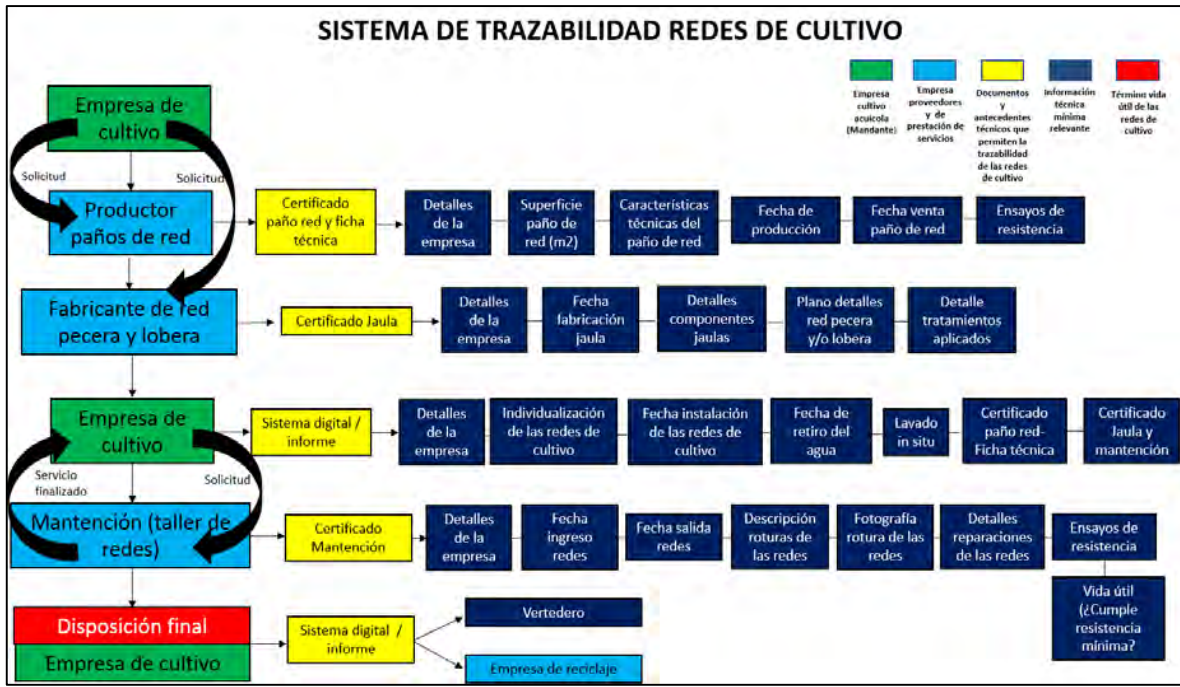 SISTEMA DE TRAZABILIDAD REDES DE CULTIVO
Empresa
cultivo
acuícola
(Mandante)
Empresa
proveedores
y de
prestación de
servicios
Documentos
y
antecedentes
técnicos que
permiten la
trazabilidad
de las redes
de cultivo
Información
técnica
mínima
relevante
Término vida
útil de las
redes de
cultivo
Empresa de
cultivo
Solicitud
Solicitud
Productor
paños de red
Certificado
paño red y ficha
técnica
Detalles
de la
empresa
Superficie
paño de
red (m2)
Características
técnicas del
paño de red
Fecha de
producción
Fecha venta
paño de red
Ensayos de
resistencia
Fabricante de red
pecera y lobera
Certificado Jaula
Detalles
de la
empresa
Fecha
fabricación
jaula
Detalles
componentes
jaulas
Plano detalles
red pecera
y/o lobera
Detalle
tratamientos
aplicados
Empresa de
cultivo
Sistema digital /
informe
Detalles
de la
empresa
Individualización
de las redes de
cultivo
Fecha instalación
de las redes de
cultivo
Fecha de
retiro del
agua
Lavado
in situ
Certificado
paño red-
Ficha técnica
Certificado
Jaula y
mantención
Servicio
finalizado
Solicitud
Mantención (taller de
redes)
Certificado
Mantención
Detalles
de la
empresa
Fecha
ingreso
redes
Fecha salida
redes
Descripción
roturas de
las redes
Fotografía
rotura de las
redes
Detalles
reparaciones
de las redes
Ensayos de
resistencia
Vida útil
(¿Cumple
resistencia
mínima?
Disposición final
Empresa de cultivo
Sistema digital /
informe
Vertedero
Empresa de reciclaje